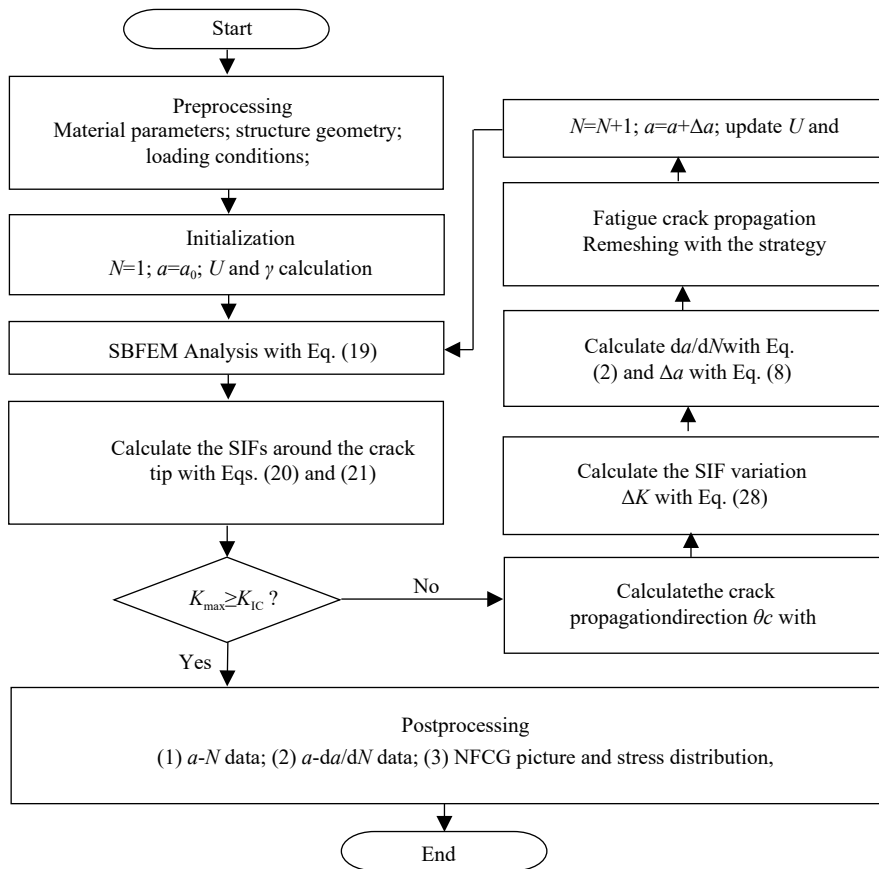 Start
Preprocessing
Material parameters; structure geometry;
loading conditions;
Initialization
N=1; a=a₀; U and γ calculation
SBFEM Analysis with Eq. (19)
Calculate the SIFs around the crack
tip with Eqs. (20) and (21)
Kmax≥KIC ?
No
Yes
Calculatethe crack
propagationdirection θc with
Calculate the SIF variation
ΔK with Eq. (28)
Calculate da/dNwith Eq.
(2) and Δa with Eq. (8)
Fatigue crack propagation
Remeshing with the strategy
N=N+1; a=a+Δa; update U and
Postprocessing
(1) a-N data; (2) a-da/dN data; (3) NFCG picture and stress distribution,
End